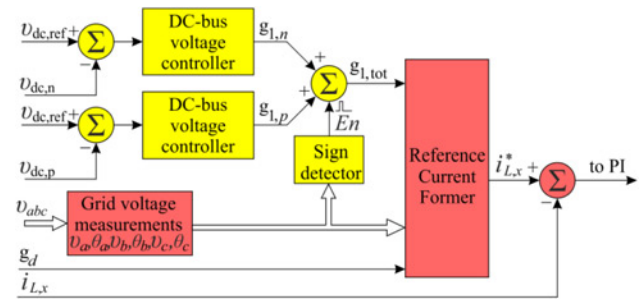 υdc,ref +
Σ
−
υdc,n
DC-bus
voltage
controller
g1,n
υdc,ref +
Σ
−
υdc,p
DC-bus
voltage
controller
g1,p
+
+
Σ
g1,tot
En
Sign
detector
υabc
Grid voltage
measurements
υa,θa,υb,θb,υc,θc
gd
iL,x
Reference
Current
Former
i*L,x
+
Σ
−
to PI